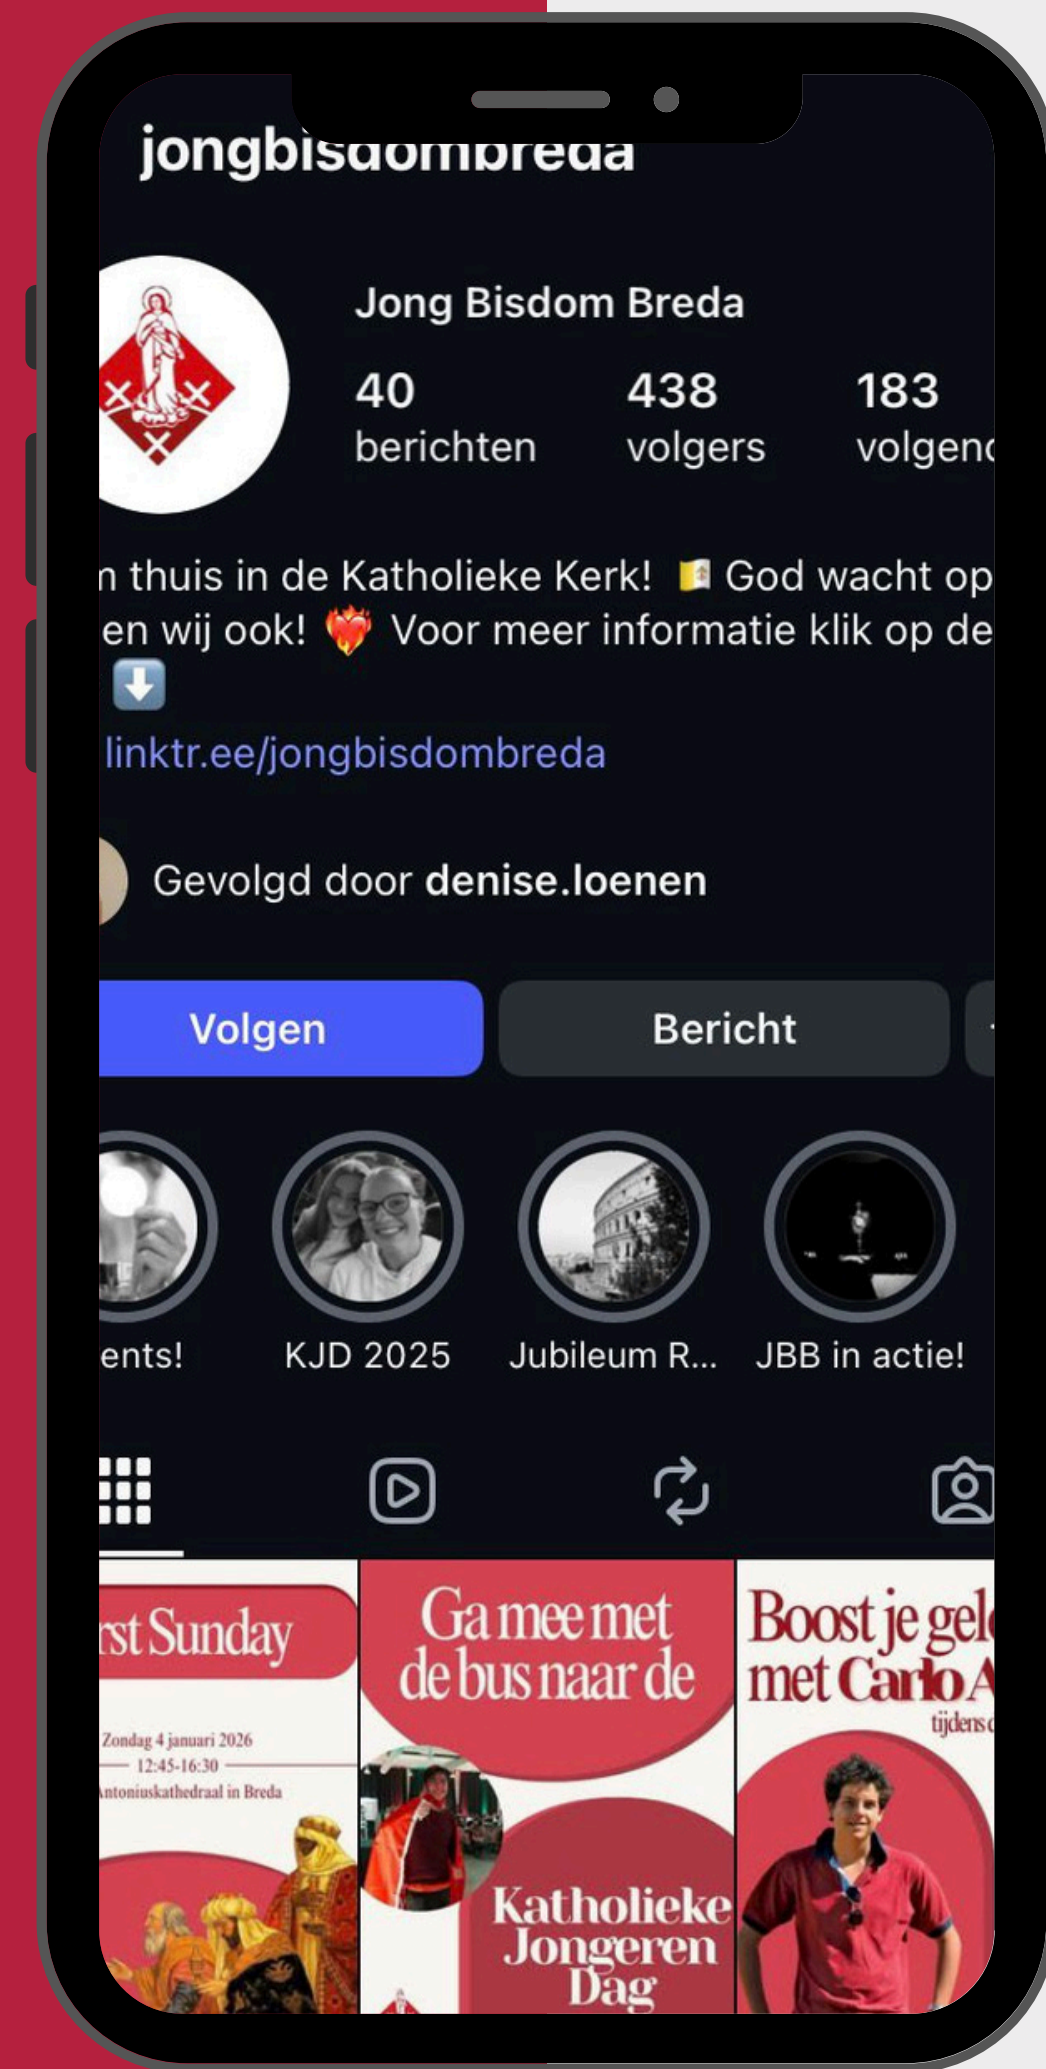 jongbisdombreda
Jong Bisdom Breda
40 438 183
berichten volgers volgend
thuis in de Katholieke Kerk! God wacht op
en wij ook! Voor meer informatie klik op de
linktr.ee/jongbisdombreda
Gevolgd door denise.loenen
Volgen Bericht
ents! KJD 2025 Jubileum R... JBB in actie!
rst Sunday
Zondag 4 januari 2026
12:45-16:30
Antoniuskathedraal in Breda
Ga mee met
de bus naar de
Katholieke
Jongeren
Dag
Boost je gel
met Carlo A
tijdens